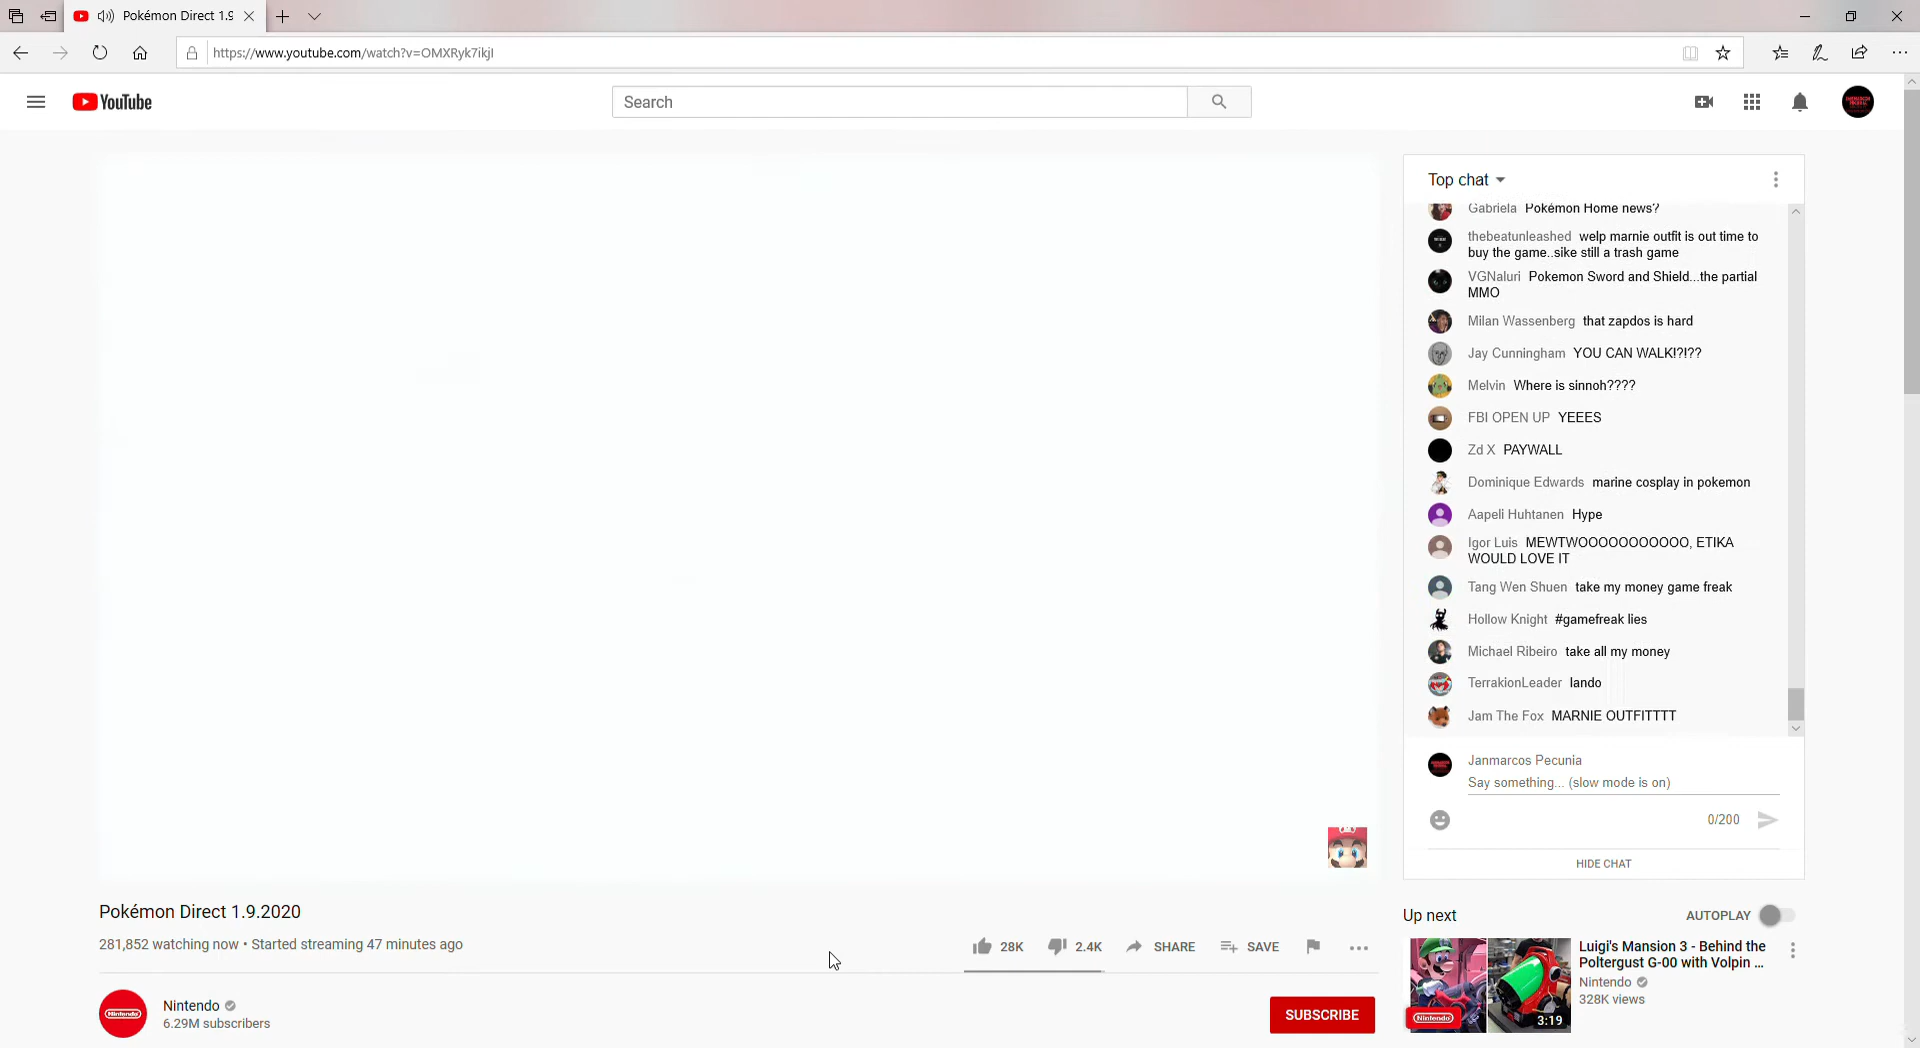 Pokémon Direct 1.9
https://www.youtube.com/watch?v=OMXRyk7ikjI
YouTube
Search
Top chat
Gabriela Pokémon Home news?
thebeatunleashed welp marnie outfit is out time to
buy the game..sike still a trash game
VGNaluri Pokemon Sword and Shield...the partial
MMO
Milan Wassenberg that zapdos is hard
Jay Cunningham YOU CAN WALK!?!??
Melvin Where is sinnoh????
FBI OPEN UP YEEES
Zd X PAYWALL
Dominique Edwards marine cosplay in pokemon
Aapeli Huhtanen Hype
Igor Luis MEWTWOOOOOOOOOOO, ETIKA
WOULD LOVE IT
Tang Wen Shuen take my money game freak
Hollow Knight #gamefreak lies
Michael Ribeiro take all my money
TerrakionLeader lando
Jam The Fox MARNIE OUTFITTTT
Janmarcos Pecunia
Say something... (slow mode is on)
0/200
HIDE CHAT
Pokémon Direct 1.9.2020
281,852 watching now • Started streaming 47 minutes ago
28K
2.4K
SHARE
SAVE
Nintendo
Nintendo
6.29M subscribers
SUBSCRIBE
Up next
AUTOPLAY
Nintendo
3:19
Luigi's Mansion 3 - Behind the
Poltergust G-00 with Volpin ...
Nintendo
328K views